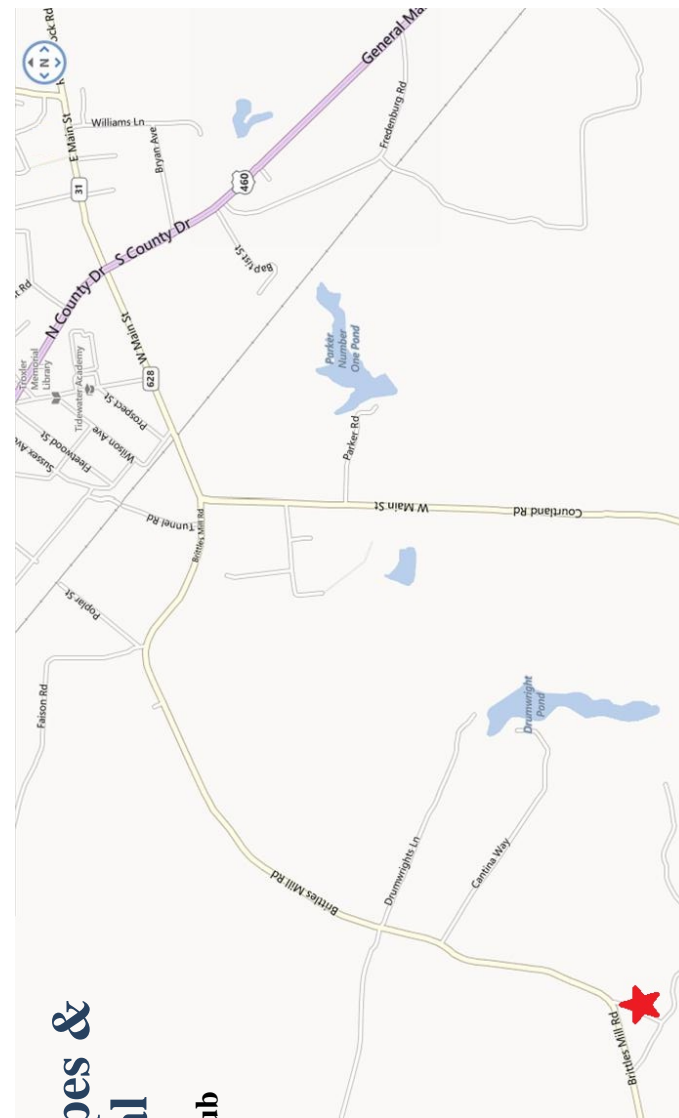 N
E Main St
Williams Ln
Bryan Ave
31
General Ma
Fredenburg Rd
460
S County Dr
N County Dr
Baptist St
t Rd
W Main St
Troxler
Memorial
Library
Tidewater Academy
628
Prospect St
Wilson Ave
Fleetwood St
Sussex Ave
Parker
Number
One Pond
Parker Rd
Tunnel Rd
Brittles Mill Rd
W Main St
Courtland Rd
Poplar St
Faison Rd
Drumwright
Pond
Drumwrights Ln
Cantina Way
Brittles Mill Rd
Brittles Mill Rd
pes &
al
ub